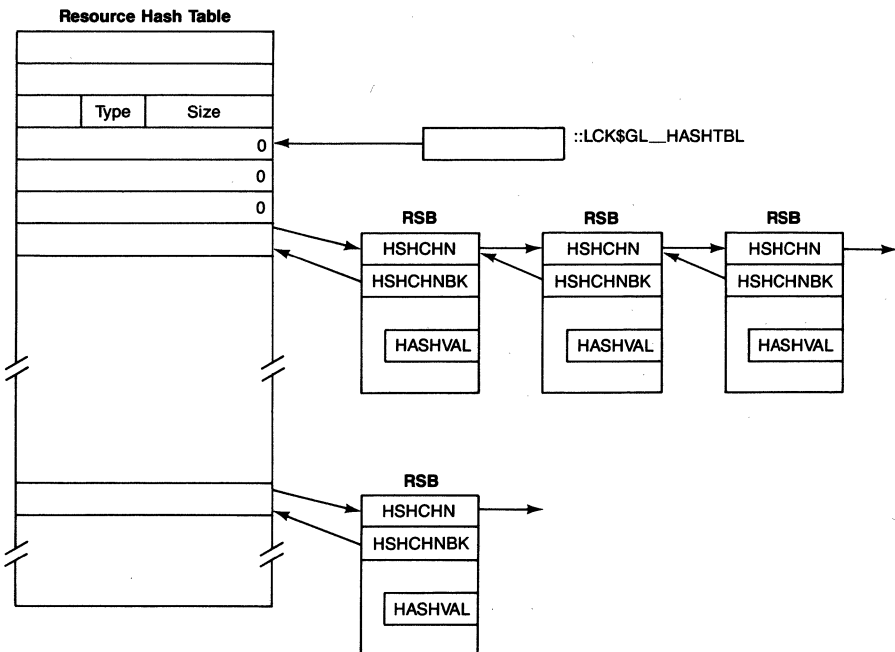 Resource Hash Table
Type Size
0
::LCK$GL__HASHTBL
0
0
RSB RSB RSB
HSHCHN HSHCHN HSHCHN
HSHCHNBK HSHCHNBK HSHCHNBK
HASHVAL HASHVAL HASHVAL
RSB
HSHCHN
HSHCHNBK
HASHVAL